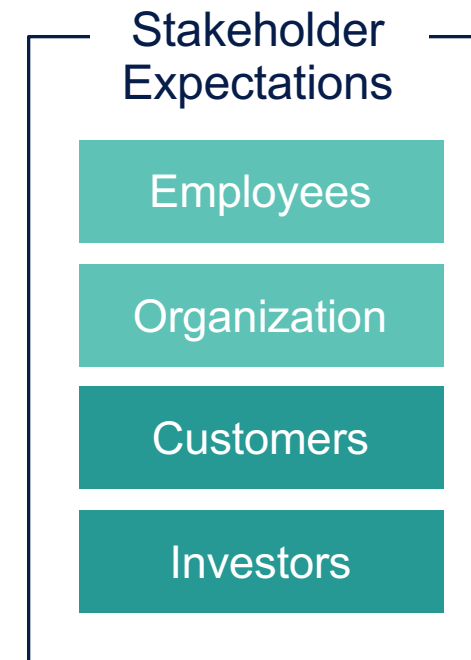 Stakeholder
Expectations
Employees
Organization
Customers
Investors